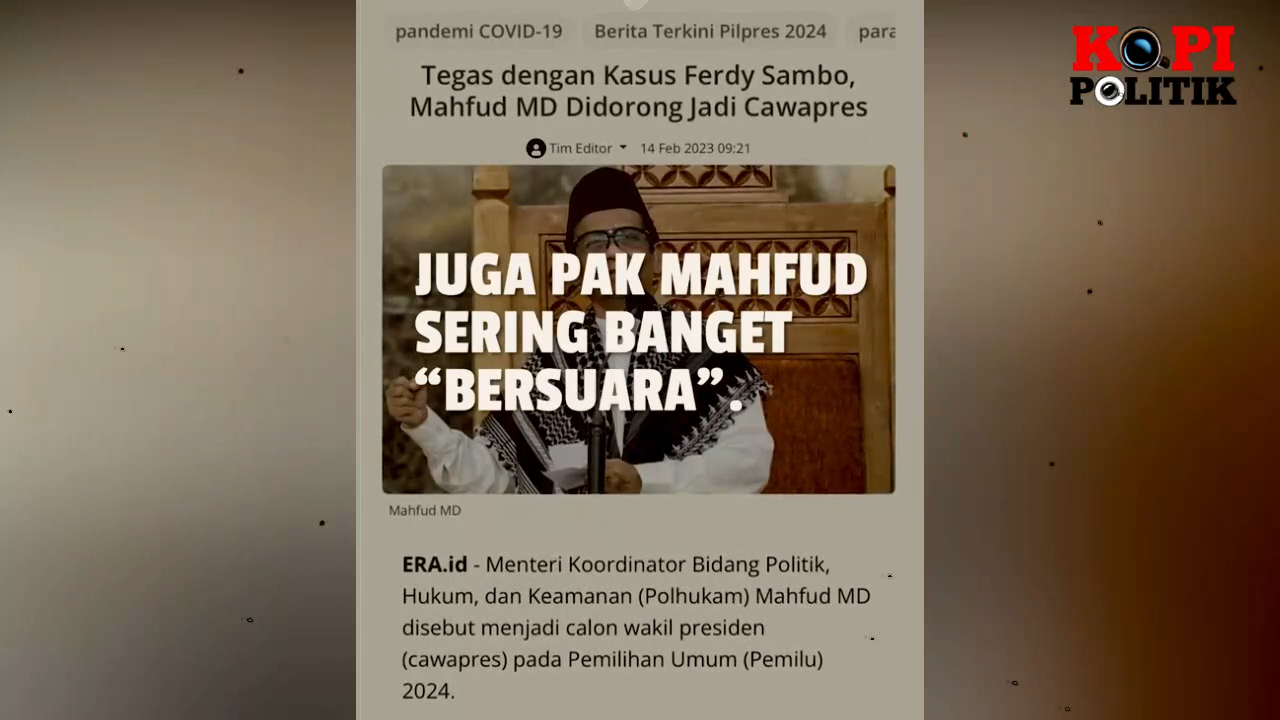 pandemi COVID-19
Berita Terkini Pilpres 2024
para
KOPI
POLITIK
Tegas dengan Kasus Ferdy Sambo,
Mahfud MD Didorong Jadi Cawapres
Tim Editor
14 Feb 2023 09:21
JUGA PAK MAHFUD
SERING BANGET
“BERSUARA”.
Mahfud MD
ERA.id - Menteri Koordinator Bidang Politik,
Hukum, dan Keamanan (Polhukam) Mahfud MD
disebut menjadi calon wakil presiden
(cawapres) pada Pemilihan Umum (Pemilu)
2024.